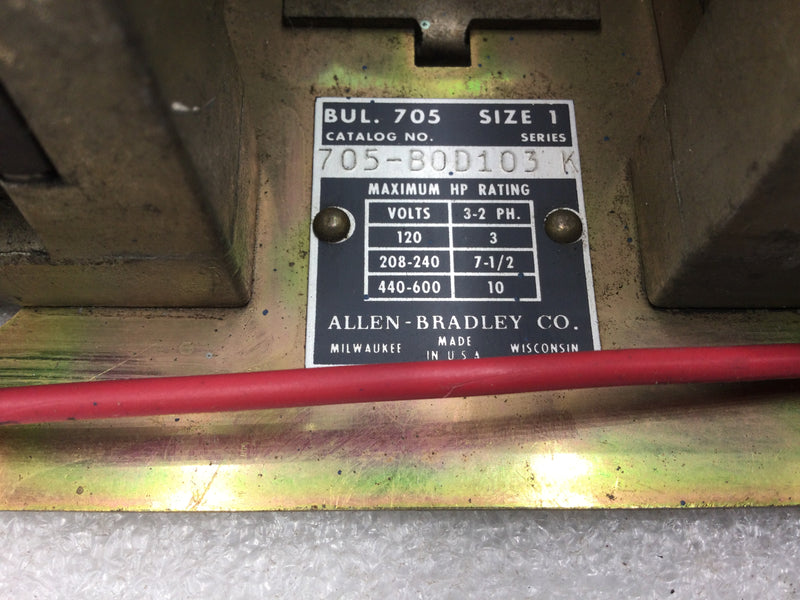 BUL. 705 SIZE 1
CATALOG NO. SERIES
705-BOD103 K
MAXIMUM HP RATING
VOLTS 3-2 PH.
120 3
208-240 7-1/2
440-600 10
ALLEN-BRADLEY CO.
MILWAUKEE MADE IN U.S.A WISCONSIN